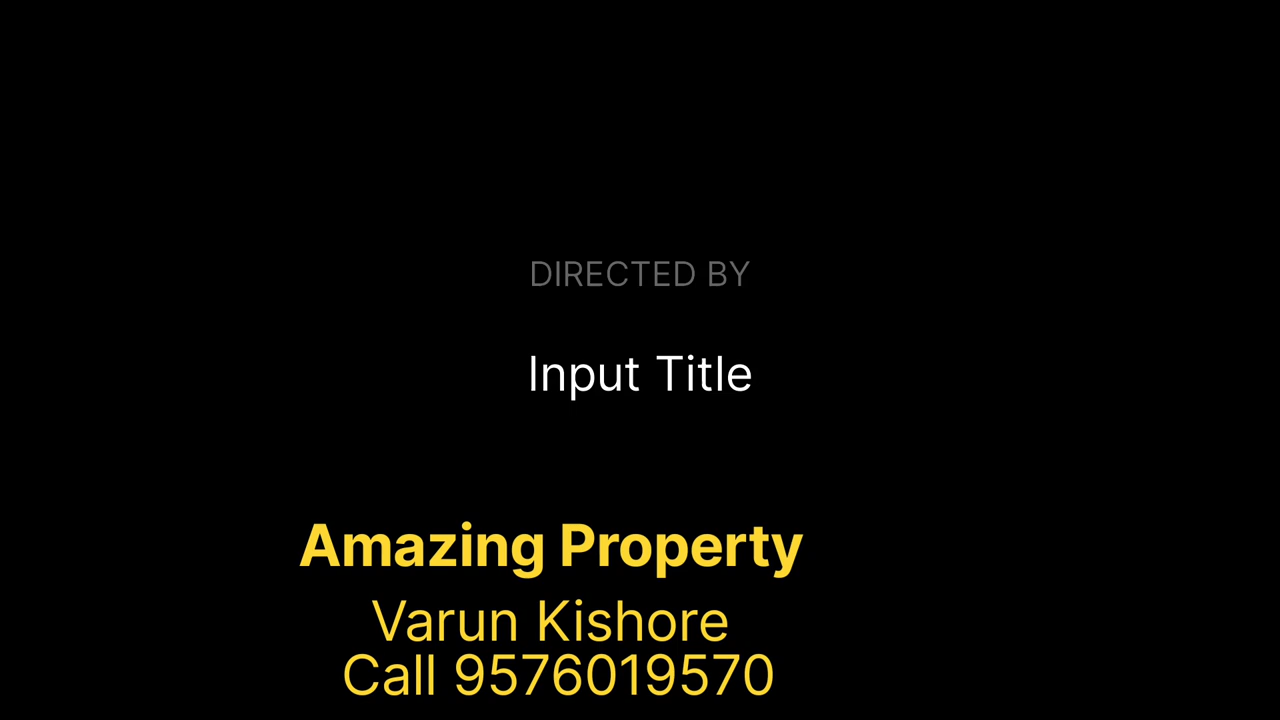 DIRECTED BY
Input Title
Amazing Property
Varun Kishore
Call 9576019570